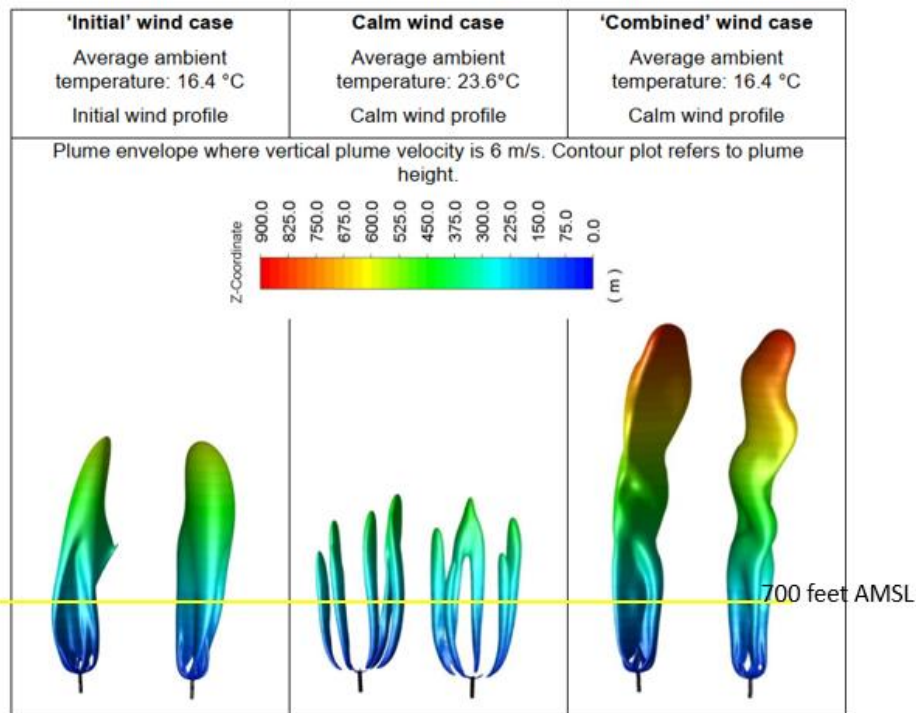 ‘Initial’ wind case
Average ambient
temperature: 16.4 °C
Initial wind profile
Calm wind case
Average ambient
temperature: 23.6°C
Calm wind profile
‘Combined’ wind case
Average ambient
temperature: 16.4 °C
Calm wind profile
Plume envelope where vertical plume velocity is 6 m/s. Contour plot refers to plume
height.
Z-Coordinate
900.0
825.0
750.0
675.0
600.0
525.0
450.0
375.0
300.0
225.0
150.0
75.0
0.0
( m )
700 feet AMSL